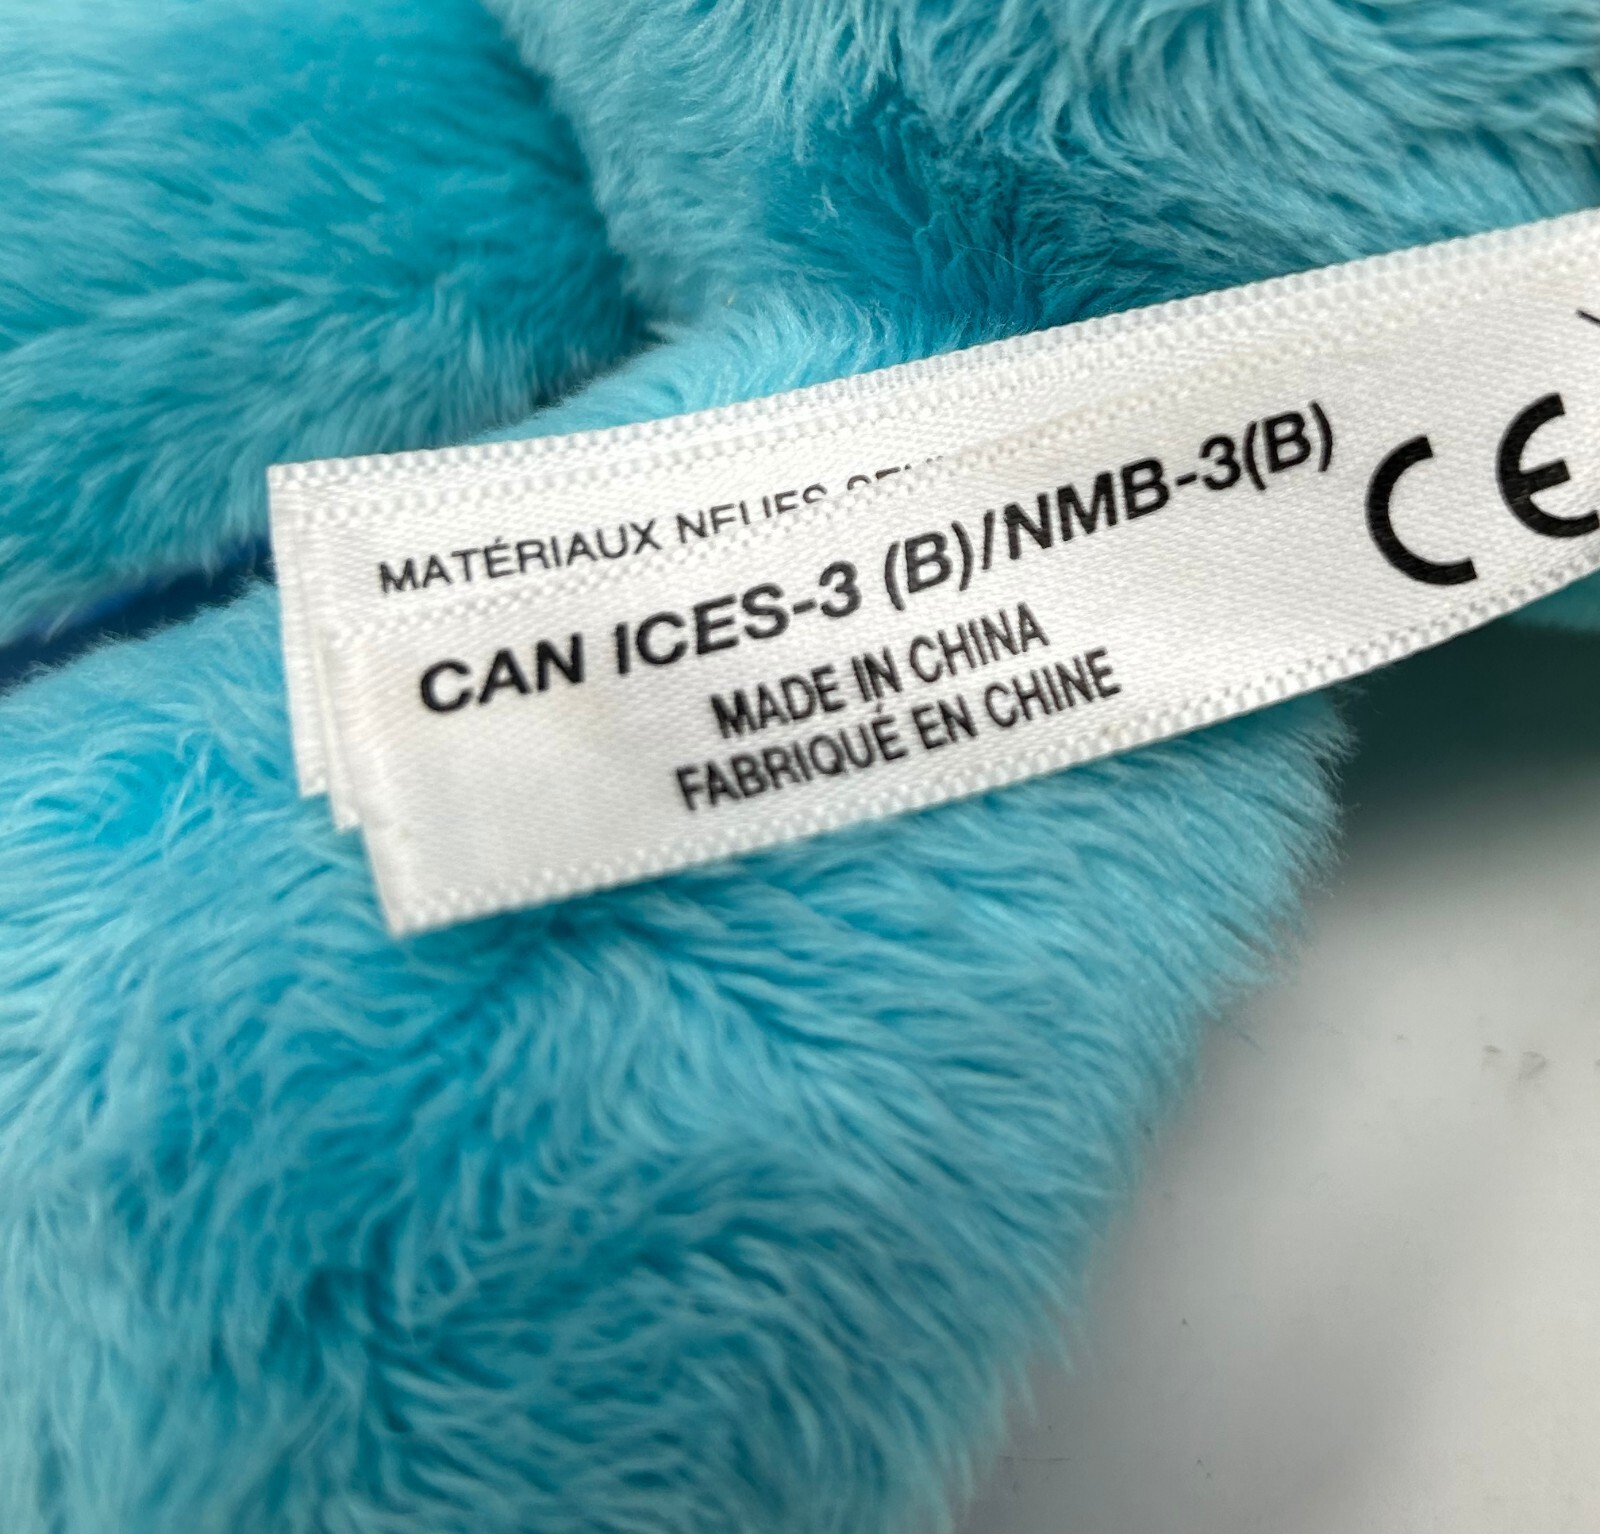 MATÉRIAUX NEUFS
CAN ICES-3 (B)/NMB-3(B)
MADE IN CHINA
FABRIQUÉ EN CHINE
CE